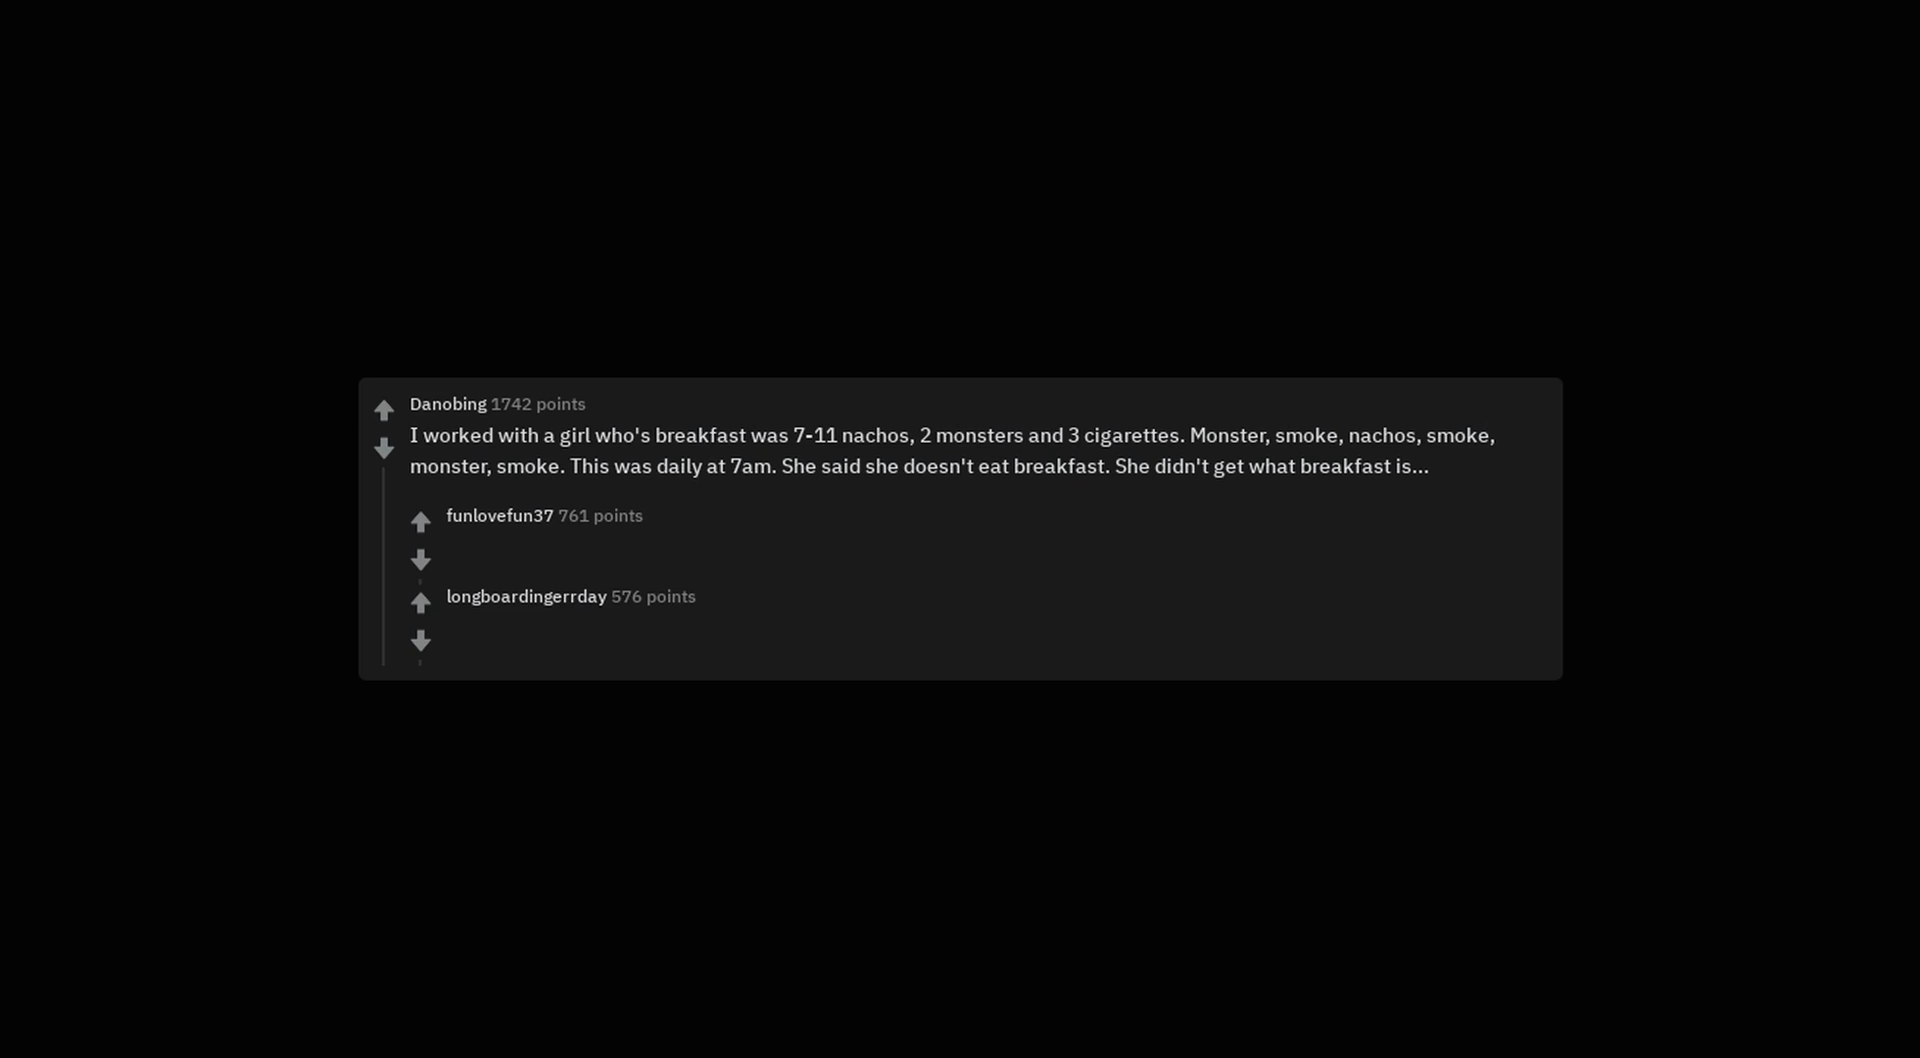 Danobing 1742 points
I worked with a girl who's breakfast was 7-11 nachos, 2 monsters and 3 cigarettes. Monster, smoke, nachos, smoke,
monster, smoke. This was daily at 7am. She said she doesn't eat breakfast. She didn't get what breakfast is...
funlovefun37 761 points
longboardingerrday 576 points